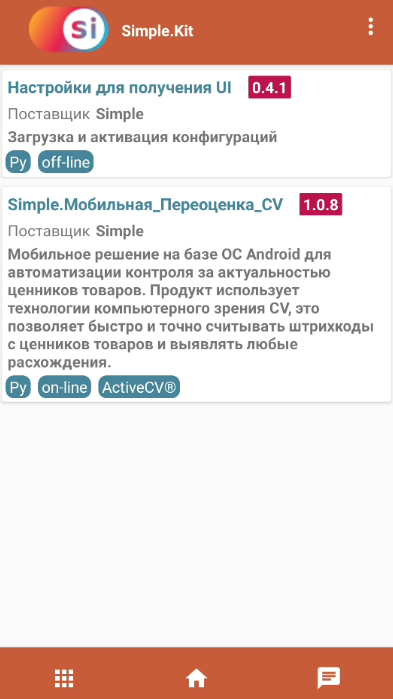 si Simple.Kit
Настройки для получения UI 0.4.1
Поставщик Simple
Загрузка и активация конфигураций
Py off-line
Simple.Мобильная_Переоценка_CV 1.0.8
Поставщик Simple
Мобильное решение на базе ОС Android для
автоматизации контроля за актуальностью
ценников товаров. Продукт использует
технологии компьютерного зрения CV, это
позволяет быстро и точно считывать штрихкоды
с ценников товаров и выявлять любые
расхождения.
Py on-line ActiveCV®